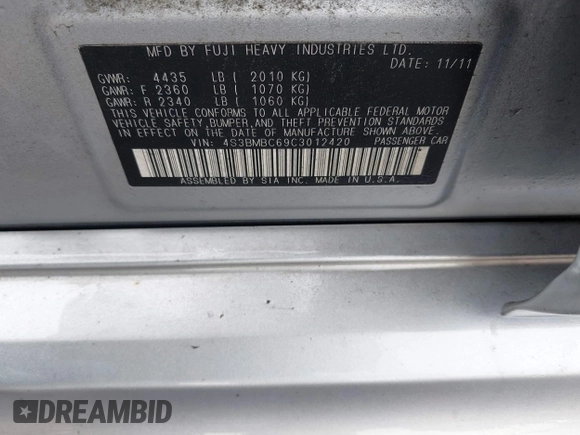 MFD BY FUJI HEAVY INDUSTRIES LTD.
DATE: 11/11
GVWR: 4435 LB ( 2010 KG)
GAWR: F 2360 LB ( 1070 KG)
GAWR: R 2340 LB ( 1060 KG)
THIS VEHICLE CONFORMS TO ALL APPLICABLE FEDERAL MOTOR
VEHICLE SAFETY,BUMPER,AND THEFT PREVENTION STANDARDS
IN EFFECT ON THE DATE OF MANUFACTURE SHOWN ABOVE.
VIN: 4S3BMBC69C3012420 PASSENGER CAR
ASSEMBLED BY SIA INC. MADE IN U.S.A.
DREAMBID